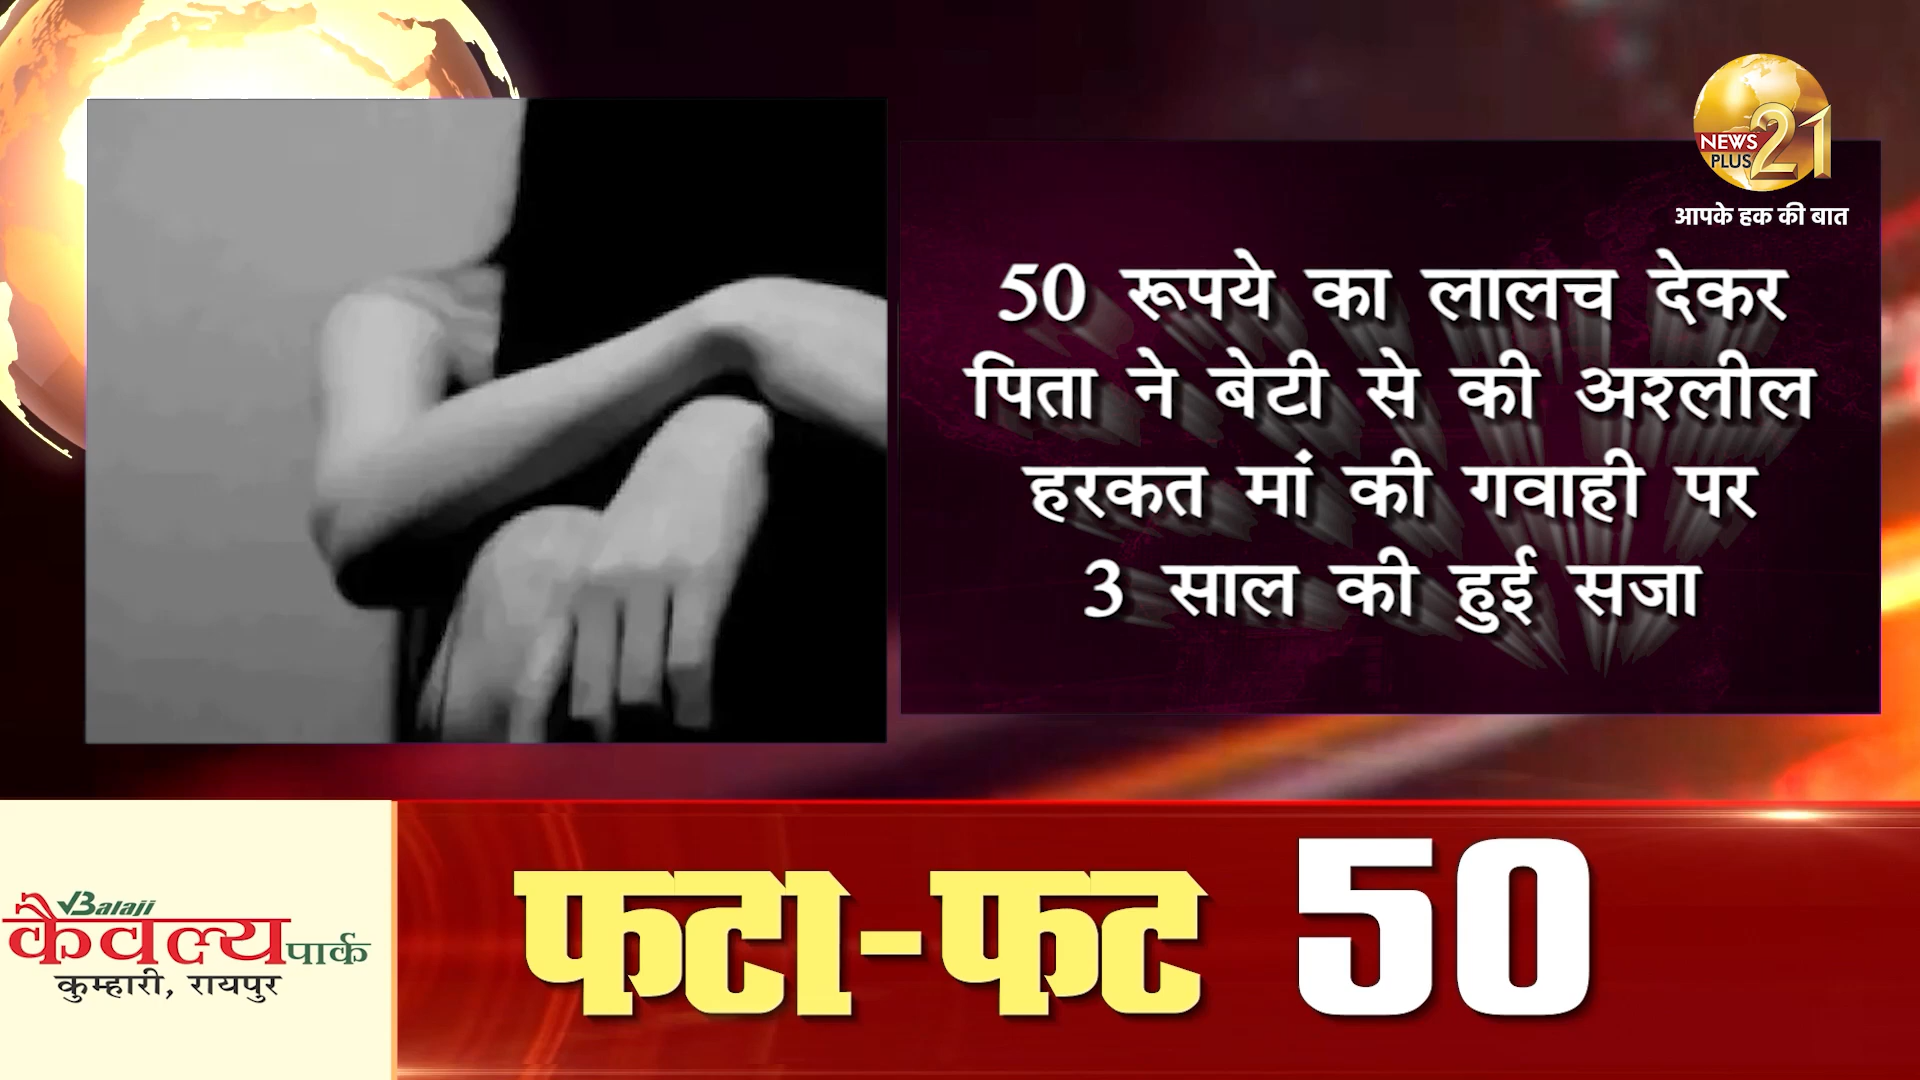 NEWS
PLUS 21
आपके हक की बात
50 रूपये का लालच देकर
पिता ने बेटी से की अश्लील
हरकत मां की गवाही पर
3 साल की हुई सजा
Balaji
कैवल्य पार्क
कुम्हारी, रायपुर
फटा-फट 50